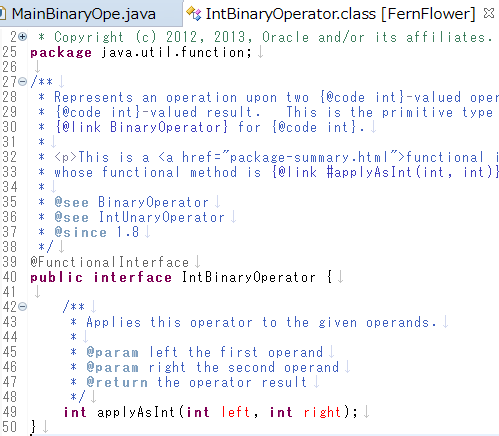 MainBinaryOpe.java IntBinaryOperator.class [FernFlower]
2 * Copyright (c) 2012, 2013, Oracle and/or its affiliates.
25 package java.util.function;
26
27 /**
28 * Represents an operation upon two {@code int}-valued oper
29 * {@code int}-valued result. This is the primitive type
30 * {@link BinaryOperator} for {@code int}.
31 *
32 * <p>This is a <a href="package-summary.html">functional i
33 * whose functional method is {@link #applyAsInt(int, int)}
34 *
35 * @see BinaryOperator
36 * @see IntUnaryOperator
37 * @since 1.8
38 */
39 @FunctionalInterface
40 public interface IntBinaryOperator {
41
42 /**
43 * Applies this operator to the given operands.
44 *
45 * @param left the first operand
46 * @param right the second operand
47 * @return the operator result
48 */
49 int applyAsInt(int left, int right);
50 }